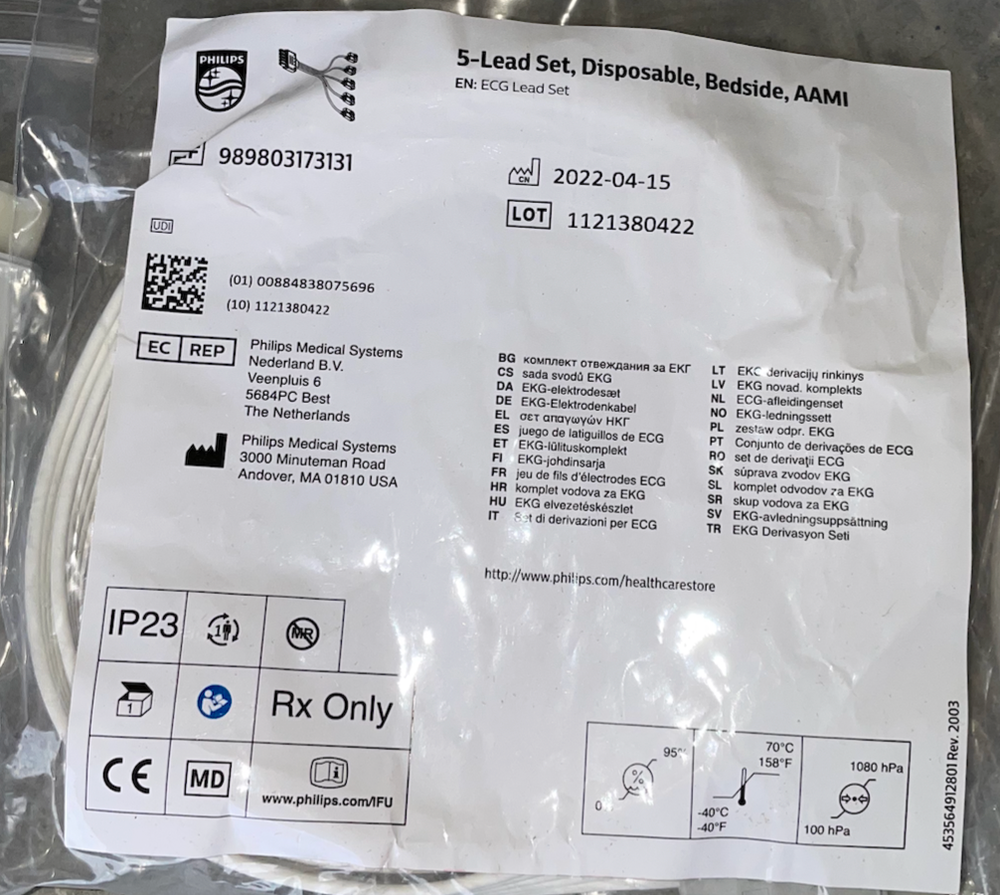 PHILIPS
5-Lead Set, Disposable, Bedside, AAMI
EN: ECG Lead Set
989803173131
CN
2022-04-15
LOT 1121380422
UDI
(01) 00884838075696
(10) 1121380422
EC REP
Philips Medical Systems
Nederland B.V.
Veenpluis 6
5684PC Best
The Netherlands
Philips Medical Systems
3000 Minuteman Road
Andover, MA 01810 USA
BG комплект отвеждания за ЕКГ
CS sada svodů EKG
DA EKG-elektrodesæt
DE EKG-Elektrodenkabel
EL σετ απαγωγών ΗΚΓ
ES juego de latiguillos de ECG
ET EKG-lülituskomplekt
FI EKG-johdinsarja
FR jeu de fils d'électrodes ECG
HR komplet vodova za EKG
HU EKG elvezetéskészlet
IT Set di derivazioni per ECG
LT EKG derivacijų rinkinys
LV EKG novad. komplekts
NL ECG-afleidingenset
NO EKG-ledningssett
PL zestaw odpr. EKG
PT Conjunto de derivações de ECG
RO set de derivații ECG
SK súprava zvodov EKG
SL komplet odvodov za EKG
SR skup vodova za EKG
SV EKG-avledningsuppsättning
TR EKG Derivasyon Seti
http://www.philips.com/healthcarestore
IP23
1
MR
1
Rx Only
CE
MD
i
www.philips.com/IFU
95%
%
0
70°C
158°F
-40°C
-40°F
1080 hPa
100 hPa
453564912801 Rev. 2003